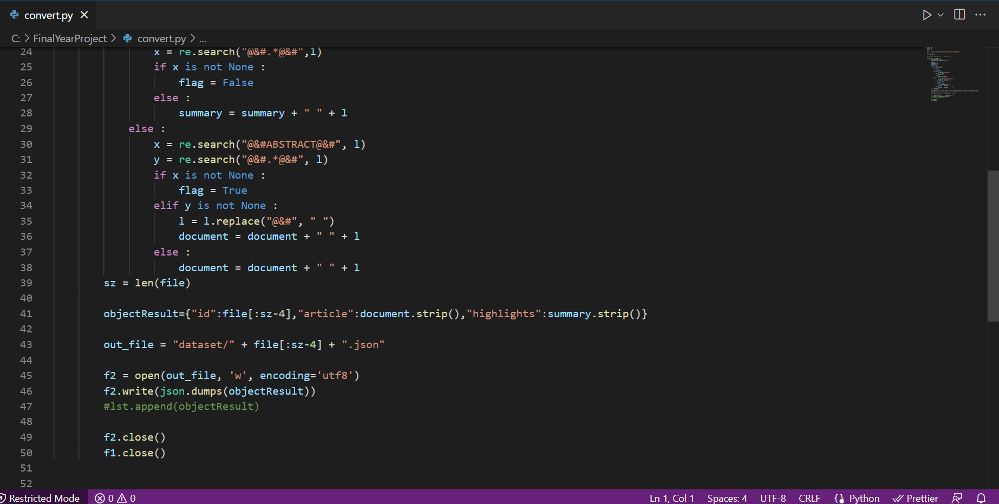 convert.py
C: > FinalYearProject > convert.py > ...
24 x = re.search("@&#.*@&#",l)
25 if x is not None :
26 flag = False
27 else :
28 summary = summary + " " + l
29 else :
30 x = re.search("@&#ABSTRACT@&#", l)
31 y = re.search("@&#.*@&#", l)
32 if x is not None :
33 flag = True
34 elif y is not None :
35 l = l.replace("@&#", " ")
36 document = document + " " + l
37 else :
38 document = document + " " + l
39 sz = len(file)
40
41 objectResult={"id":file[:sz-4],"article":document.strip(),"highlights":summary.strip()}
42
43 out_file = "dataset/" + file[:sz-4] + ".json"
44
45 f2 = open(out_file, 'w', encoding='utf8')
46 f2.write(json.dumps(objectResult))
47 #lst.append(objectResult)
48
49 f2.close()
50 f1.close()
51
52
Restricted Mode 0 0 Ln 1, Col 1 Spaces: 4 UTF-8 CRLF Python Prettier